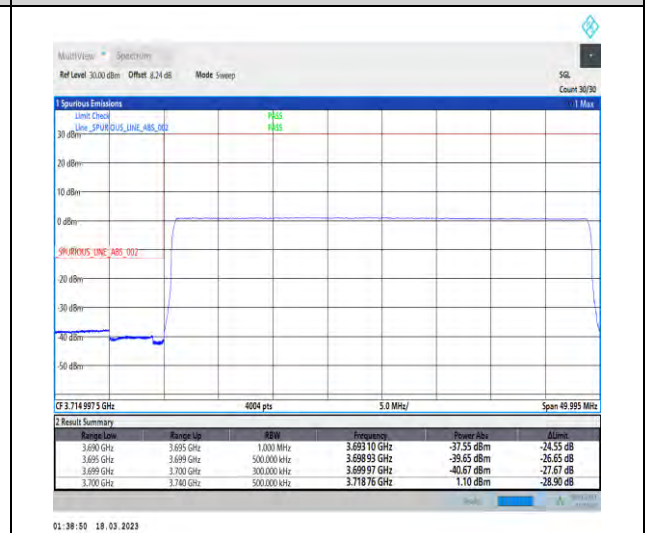 MultiView Spectrum
Ref Level 30.00 dBm Offset 8.24 dB Mode Sweep SGL
Count 30/30
1 Spurious Emissions 1 Max
Limit Check PASS
Line _SPURIOUS_LINE_ABS_002 PASS
30 dBm
20 dBm
10 dBm
0 dBm
_SPURIOUS_LINE_ABS_002
-20 dBm
-30 dBm
-40 dBm
-50 dBm
CF 3.714 997 5 GHz 4004 pts 5.0 MHz/ Span 49.995 MHz
2 Result Summary
Range Low Range Up RBW Frequency Power Abs ΔLimit
3.690 GHz 3.695 GHz 1.000 MHz 3.693 10 GHz -37.55 dBm -24.55 dB
3.695 GHz 3.699 GHz 500.000 kHz 3.698 93 GHz -39.65 dBm -26.65 dB
3.699 GHz 3.700 GHz 300.000 kHz 3.699 97 GHz -40.67 dBm -27.67 dB
3.700 GHz 3.740 GHz 500.000 kHz 3.718 76 GHz 1.10 dBm -28.90 dB
Ready
01:38:50 18.03.2023